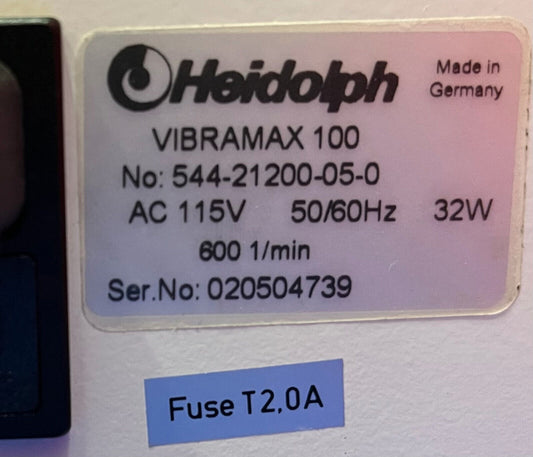 Heidolph
Made in
Germany
VIBRAMAX 100
No: 544-21200-05-0
AC 115V 50/60Hz 32W
600 1/min
Ser.No: 020504739
Fuse T2,0A